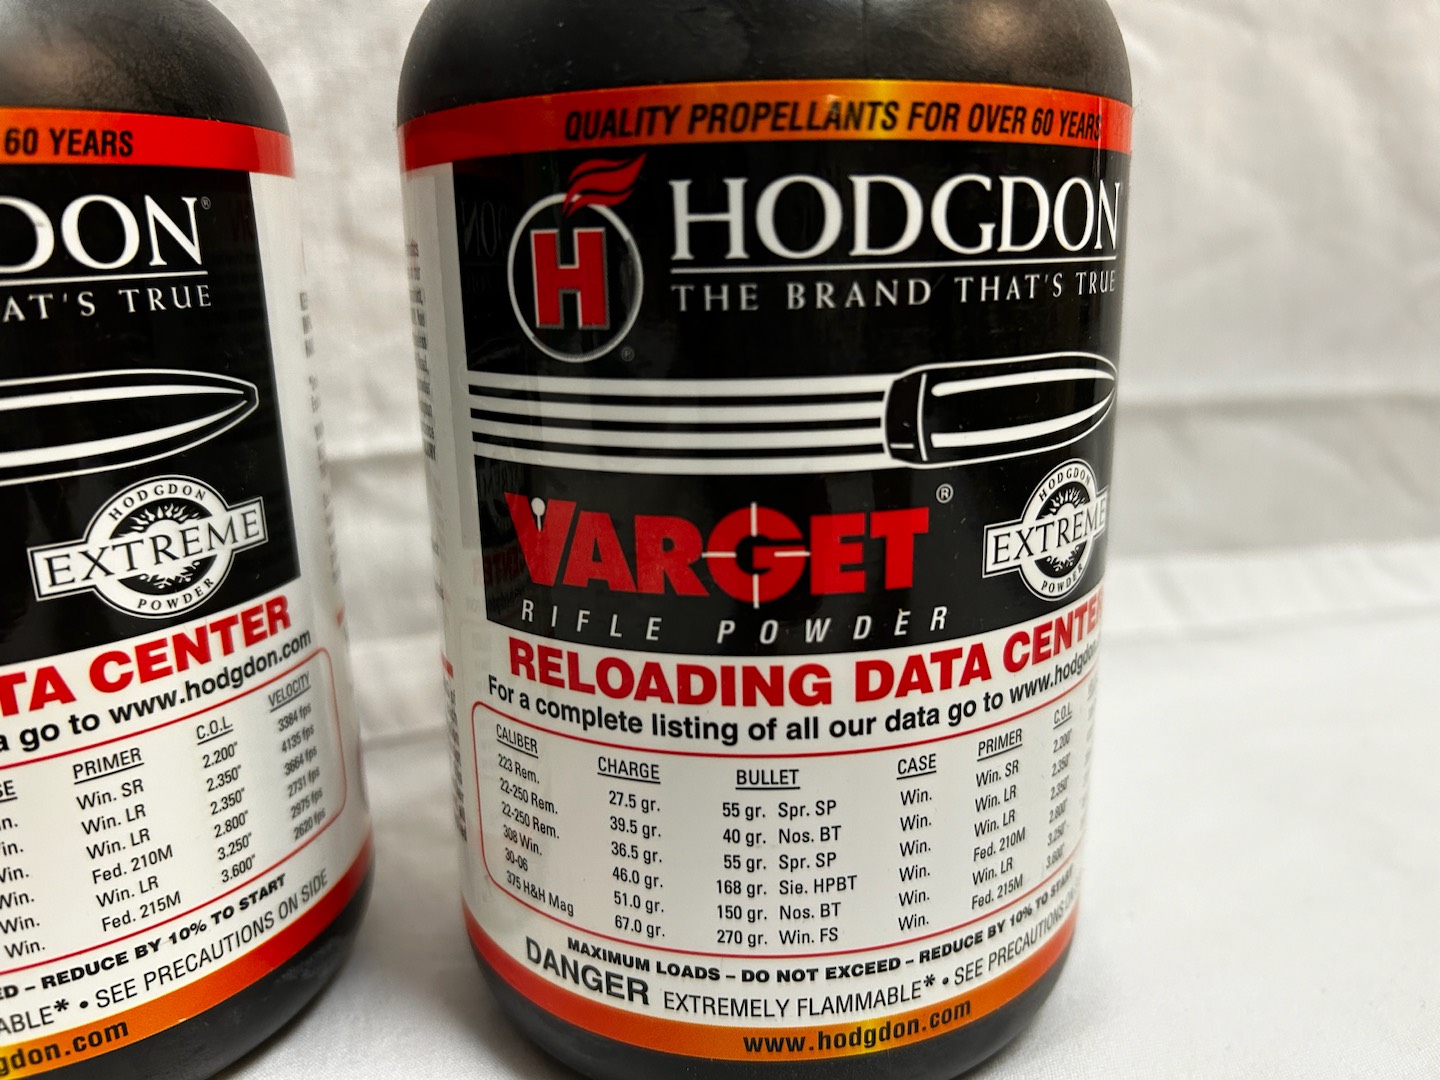 60 YEARS
DON®
AT'S TRUE
HODGDON
EXTREME
POWDER
TA CENTER
a go to www.hodgdon.com
PRIMER C.O.L. VELOCITY
Win. SR 2.200" 3384 fps
Win. LR 2.350" 4135 fps
Win. LR 2.350" 3664 fps
Fed. 210M 2.800" 2731 fps
Win. Win. LR 3.250" 2975 fps
Win. Fed. 215M 3.600" 2620 fps
Win.
ED – REDUCE BY 10% TO START
ABLE* • SEE PRECAUTIONS ON SIDE
gdon.com
QUALITY PROPELLANTS FOR OVER 60 YEARS
H ®
HODGDON
THE BRAND THAT'S TRUE
VARGET®
RIFLE POWDER
HODGDON
EXTREME
POWDER
RELOADING DATA CENTER
For a complete listing of all our data go to www.hodgdon
CALIBER CHARGE BULLET CASE PRIMER C.O.L.
223 Rem. 27.5 gr. 55 gr. Spr. SP Win. Win. SR 2.200"
22-250 Rem. 39.5 gr. 40 gr. Nos. BT Win. Win. LR 2.350"
22-250 Rem. 36.5 gr. 55 gr. Spr. SP Win. Win. LR 2.350"
308 Win. 46.0 gr. 168 gr. Sie. HPBT Win. Fed. 210M 2.800"
30-06 51.0 gr. 150 gr. Nos. BT Win. Win. LR 3.250"
375 H&H Mag 67.0 gr. 270 gr. Win. FS Win. Fed. 215M 3.600"
MAXIMUM LOADS – DO NOT EXCEED – REDUCE BY 10% TO START
DANGER EXTREMELY FLAMMABLE* • SEE PRECAUTIONS
www.hodgdon.com